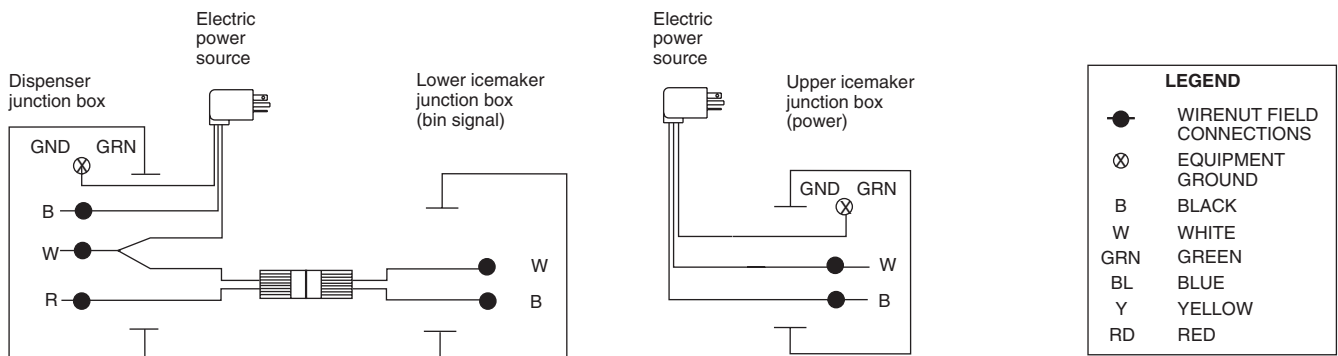 Electric
power
source
Dispenser
junction box
Lower icemaker
junction box
(bin signal)
GND GRN
B
W
R
W
B
Electric
power
source
Upper icemaker
junction box
(power)
GND GRN
W
B
LEGEND
WIRENUT FIELD
CONNECTIONS
EQUIPMENT
GROUND
B BLACK
W WHITE
GRN GREEN
BL BLUE
Y YELLOW
RD RED